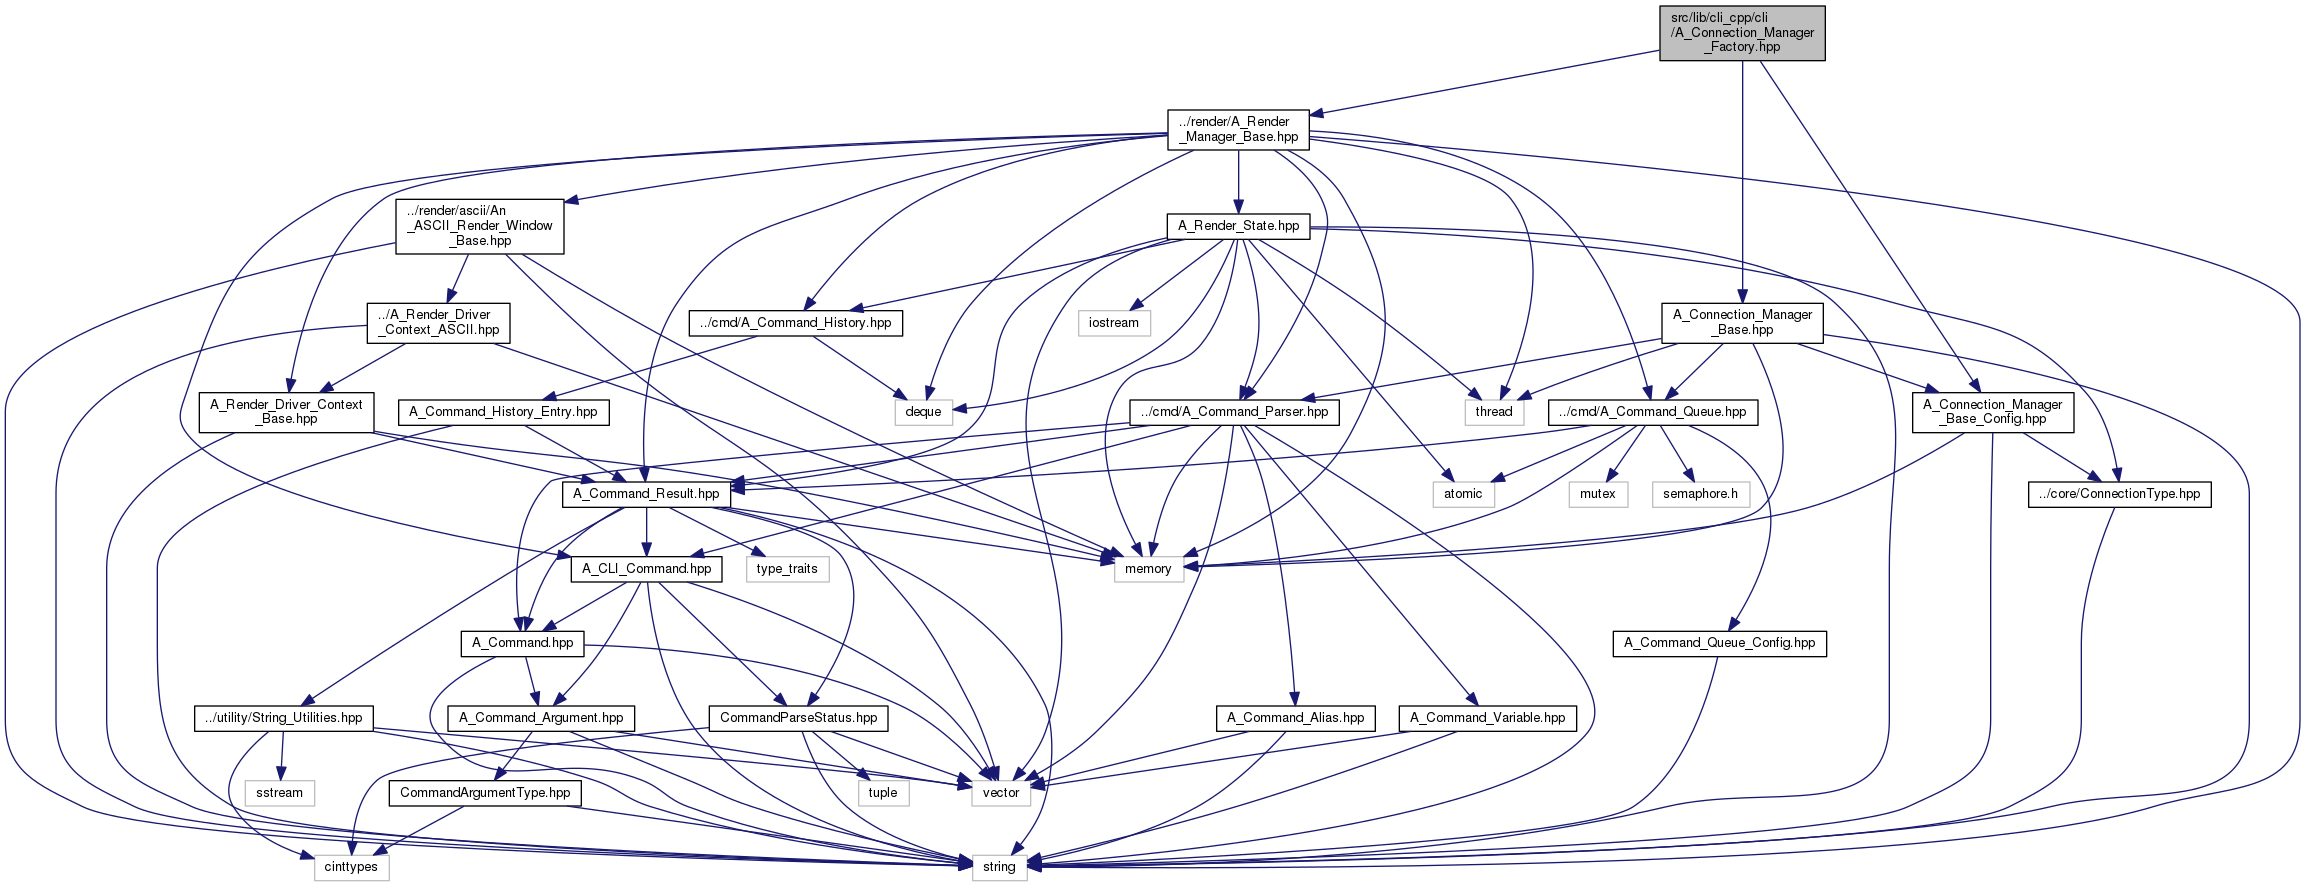 src/lib/cli_cpp/cli
/A_Connection_Manager
_Factory.hpp
../render/A_Render
_Manager_Base.hpp
../render/ascii/An
_ASCII_Render_Window
_Base.hpp
A_Render_State.hpp
../A_Render_Driver
_Context_ASCII.hpp
../cmd/A_Command_History.hpp
iostream
A_Connection_Manager
_Base.hpp
A_Render_Driver_Context
_Base.hpp
A_Command_History_Entry.hpp
deque
../cmd/A_Command_Parser.hpp
thread
../cmd/A_Command_Queue.hpp
A_Connection_Manager
_Base_Config.hpp
A_Command_Result.hpp
atomic
mutex
semaphore.h
../core/ConnectionType.hpp
A_CLI_Command.hpp
type_traits
memory
A_Command.hpp
A_Command_Queue_Config.hpp
../utility/String_Utilities.hpp
A_Command_Argument.hpp
CommandParseStatus.hpp
A_Command_Alias.hpp
A_Command_Variable.hpp
sstream
CommandArgumentType.hpp
tuple
vector
cinttypes
string